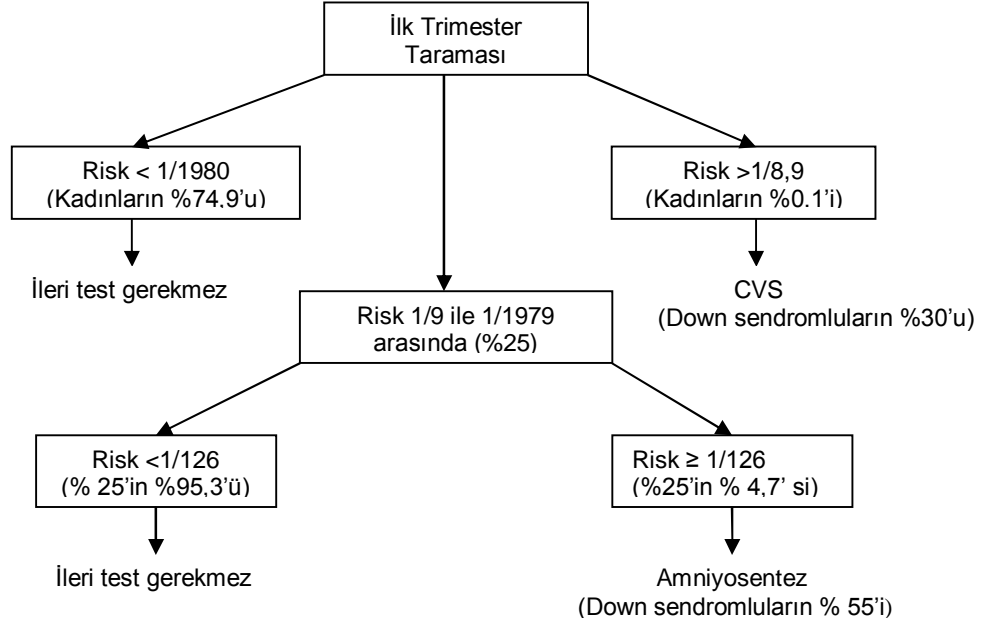 İlk Trimester
Taraması
Risk < 1/1980
(Kadınların %74.9’u)
Risk >1/8,9
(Kadınların %0.1’i)
İleri test gerekmez
CVS
(Down sendromluların %30’u)
Risk 1/9 ile 1/1979
arasında (%25)
Risk <1/126
(% 25’in %95,3’ü)
Risk ≥ 1/126
(%25’in % 4,7’ si)
İleri test gerekmez
Amniyosentez
(Down sendromluların % 55’i)